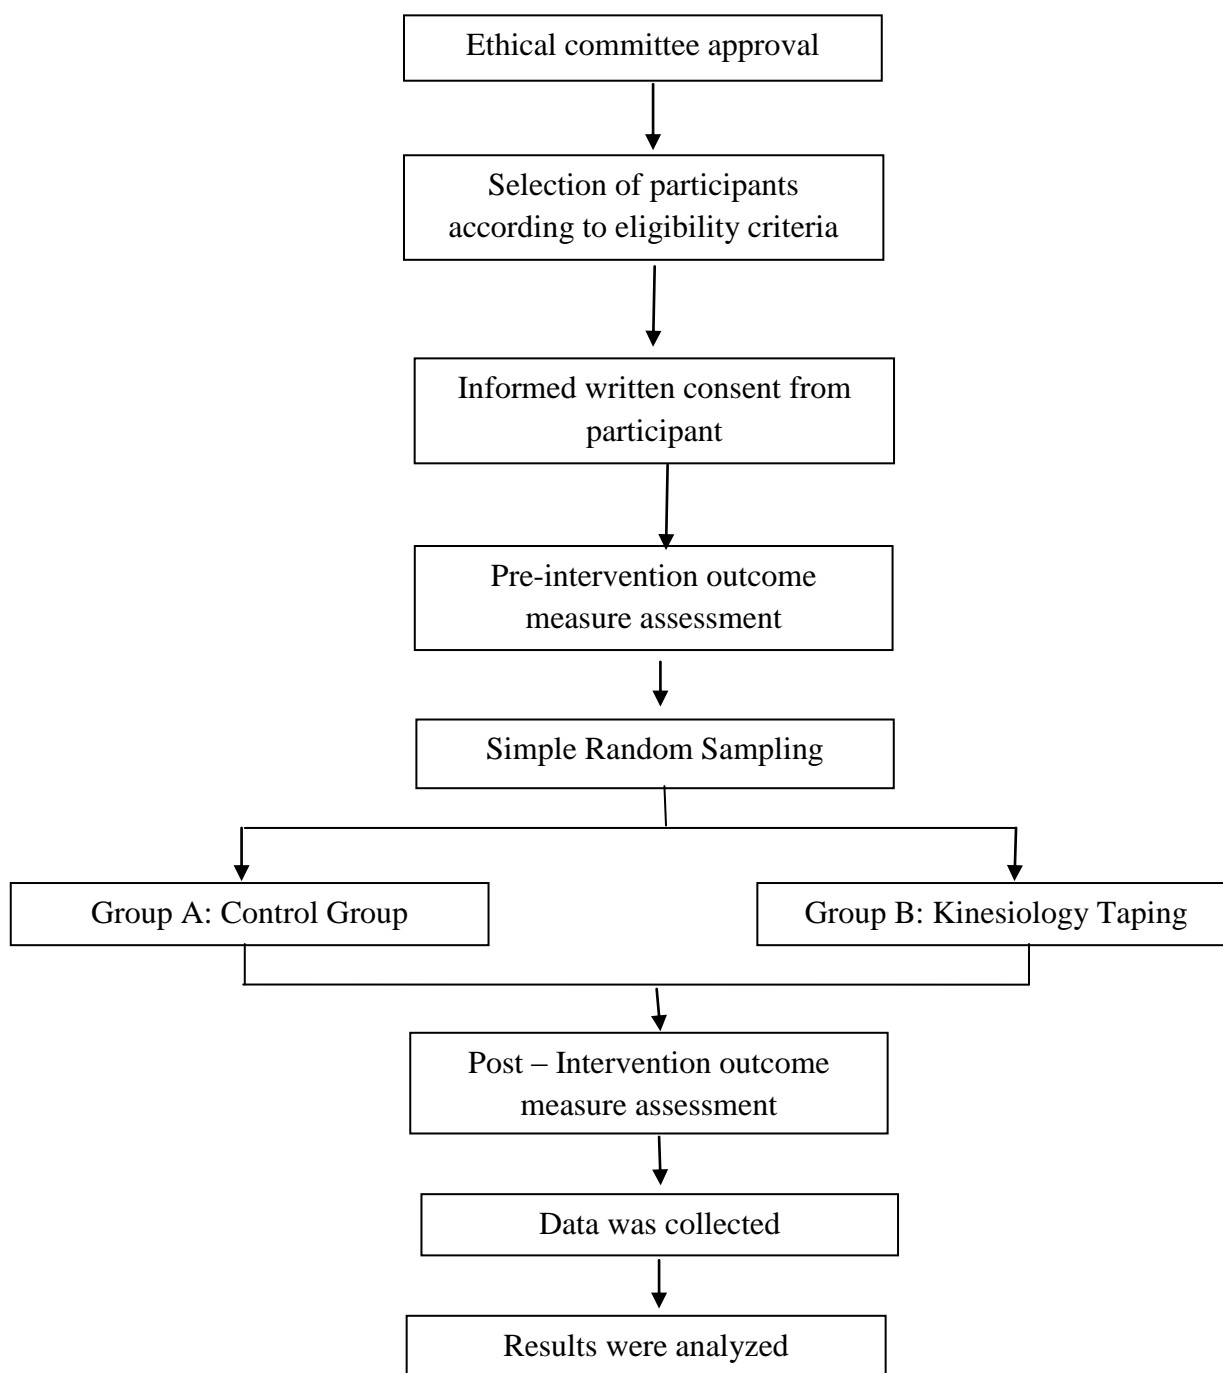 Ethical committee approval
Selection of participants
according to eligibility criteria
Informed written consent from
participant
Pre-intervention outcome
measure assessment
Simple Random Sampling
Group A: Control Group
Group B: Kinesiology Taping
Post – Intervention outcome
measure assessment
Data was collected
Results were analyzed